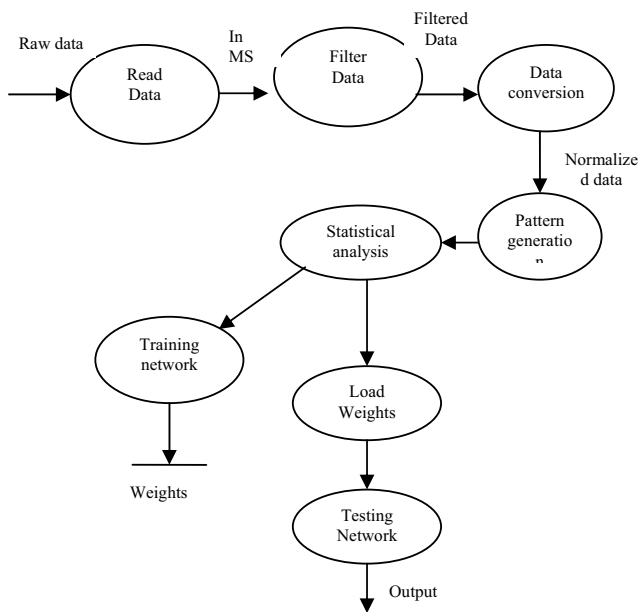 Raw data
Read
Data
In
MS
Filter
Data
Filtered
Data
Data
conversion
Normalize
d data
Pattern
generatio
n
Statistical
analysis
Training
network
Weights
Load
Weights
Testing
Network
Output